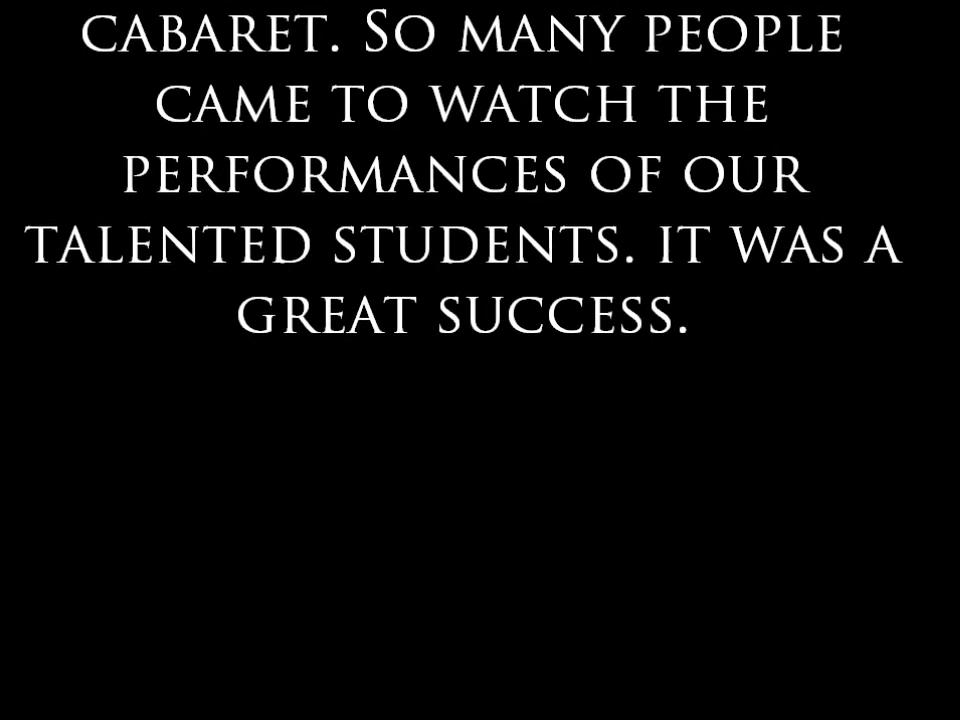 cabaret. So many people
came to watch the
performances of our
talented students. it was a
great success.